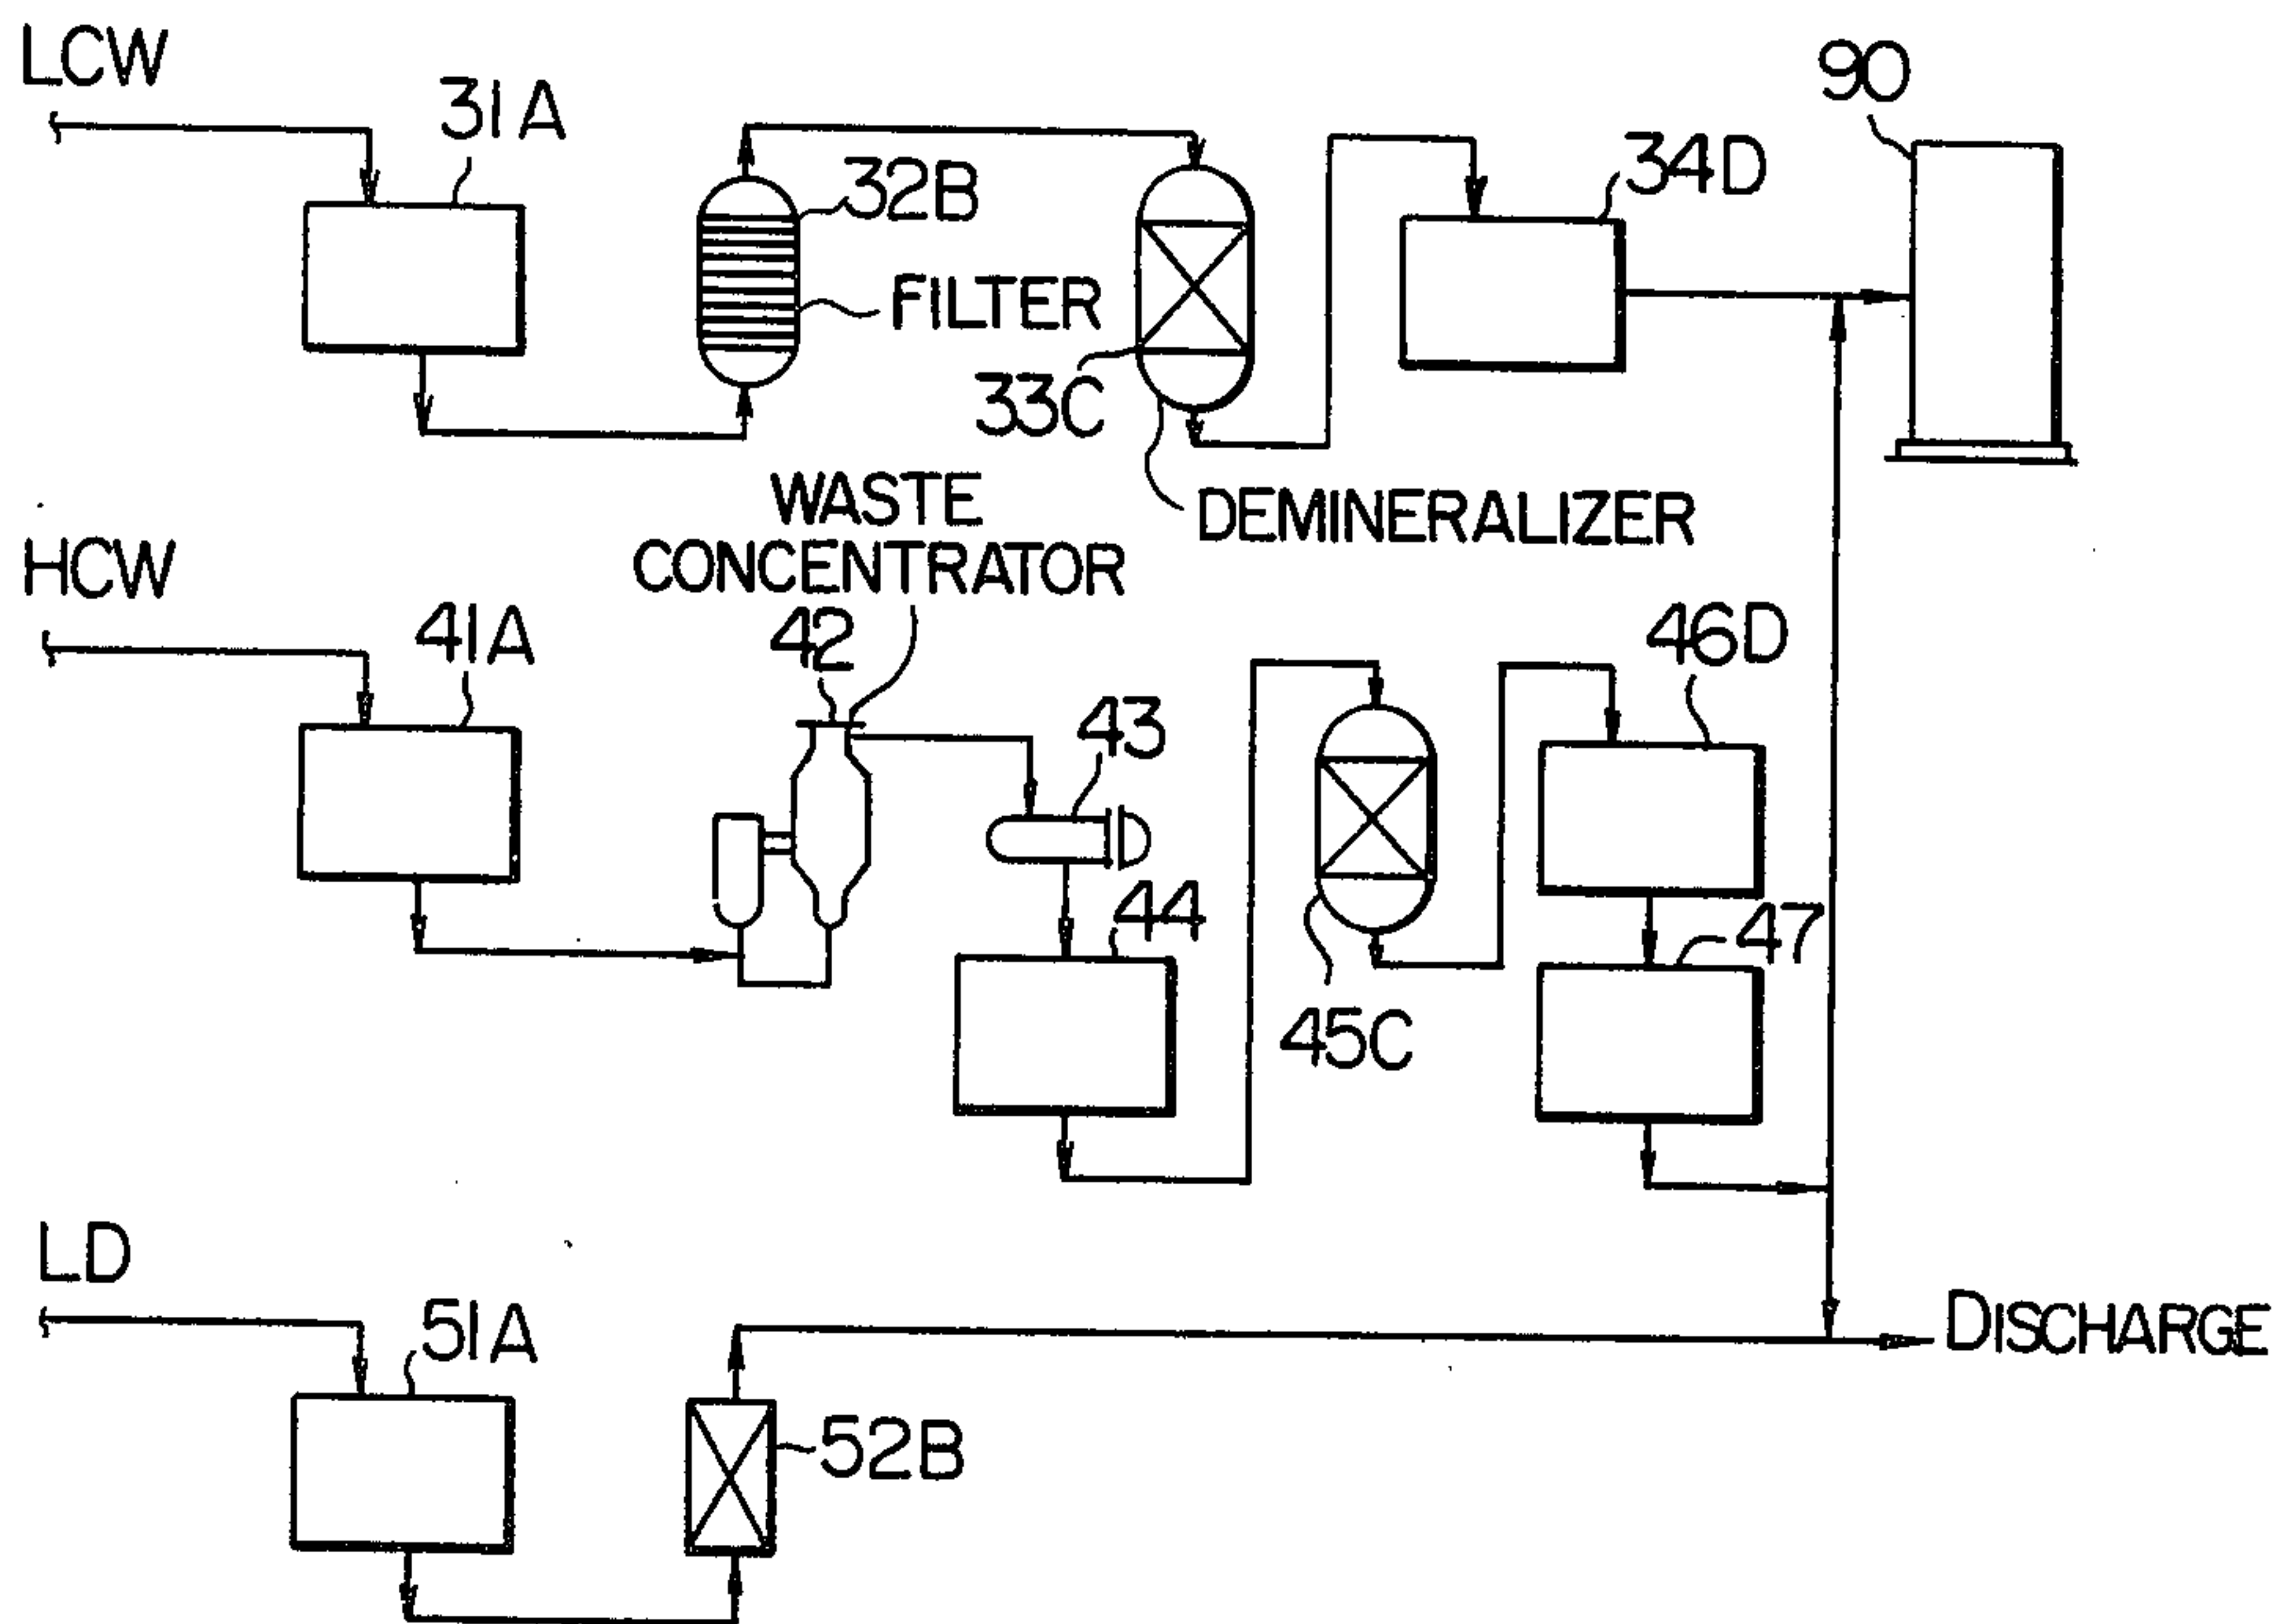 LCW
31A
32B
FILTER
33C
DEMINERALIZER
34D
90
HCW
41A
WASTE
CONCENTRATOR
42
43
44
45C
46D
47
LD
51A
52B
DISCHARGE